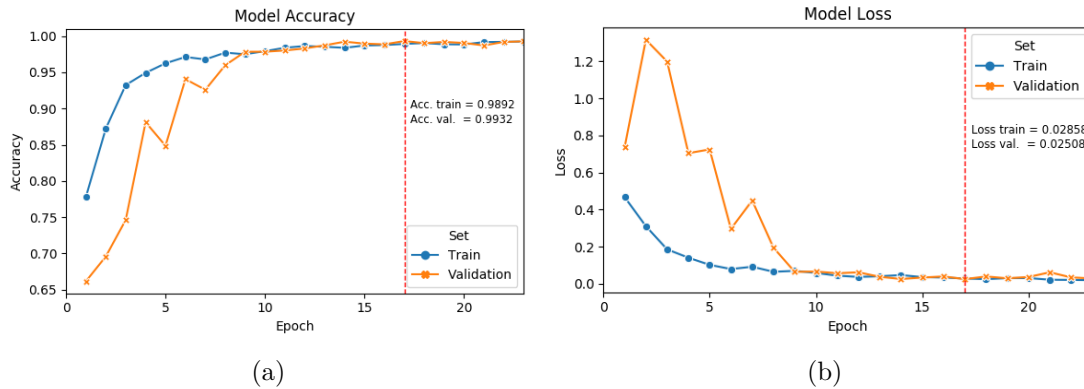 Model Accuracy
1.00
0.95
0.90
0.85
0.80
0.75
0.70
0.65
Accuracy
Acc. train = 0.9892
Acc. val.  = 0.9932
Set
Train
Validation
0
5
10
15
20
Epoch
(a)
Model Loss
1.2
1.0
0.8
0.6
0.4
0.2
0.0
Loss
Set
Train
Validation
Loss train = 0.02858
Loss val.  = 0.02508
0
5
10
15
20
Epoch
(b)